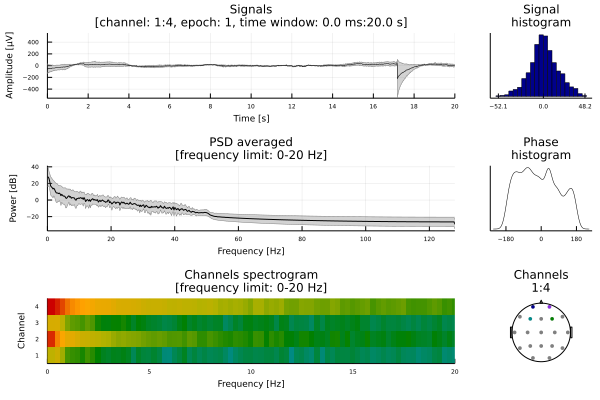 Signals
[channel: 1:4, epoch: 1, time window: 0.0 ms:20.0 s]
Amplitude [μV]
400
200
0
−200
−400
0 2 4 6 8 10 12 14 16 18 20
Time [s]
Signal
histogram
-52.1 0.0 48.2
PSD averaged
[frequency limit: 0-20 Hz]
Power [dB]
40
20
0
−20
0 20 40 60 80 100 120
Frequency [Hz]
Phase
histogram
−180 0 180
Channels spectrogram
[frequency limit: 0-20 Hz]
Channel
4
3
2
1
0 5 10 15 20
Frequency [Hz]
Channels
1:4